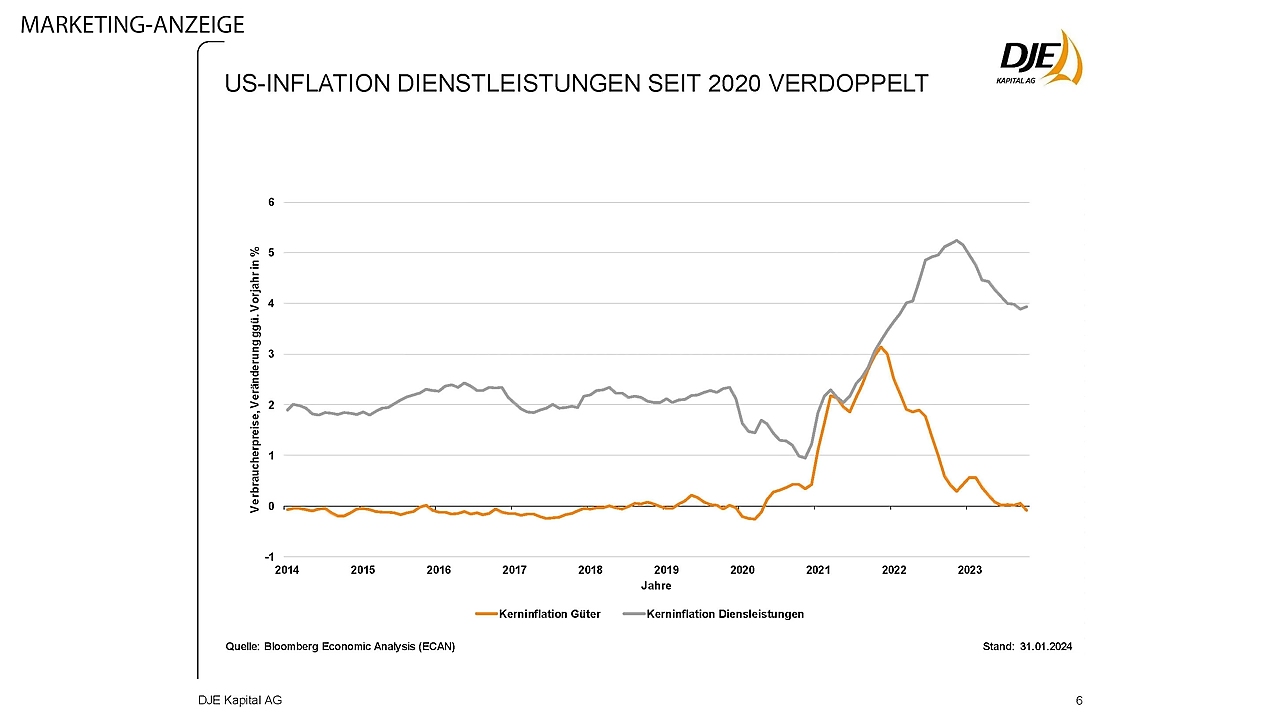 MARKETING-ANZEIGE
DJE
KAPITAL AG
US-INFLATION DIENSTLEISTUNGEN SEIT 2020 VERDOPPELT
Verbraucherpreise, Veränderung ggü. Vorjahr in %
6
5
4
3
2
1
0
-1
2014 2015 2016 2017 2018 2019 2020 2021 2022 2023
Jahre
Kerninflation Güter Kerninflation Diensleistungen
Quelle: Bloomberg Economic Analysis (ECAN) Stand: 31.01.2024
DJE Kapital AG 6